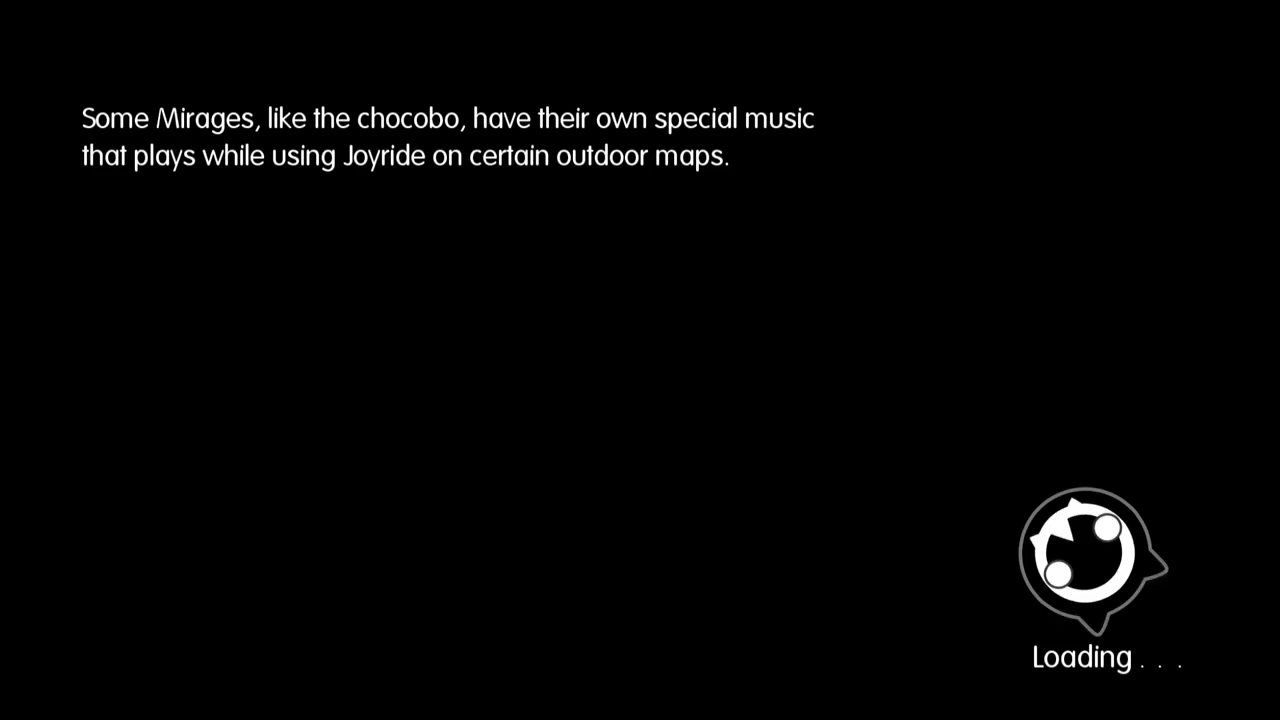 Some Mirages, like the chocobo, have their own special music
that plays while using Joyride on certain outdoor maps.
Loading . . .